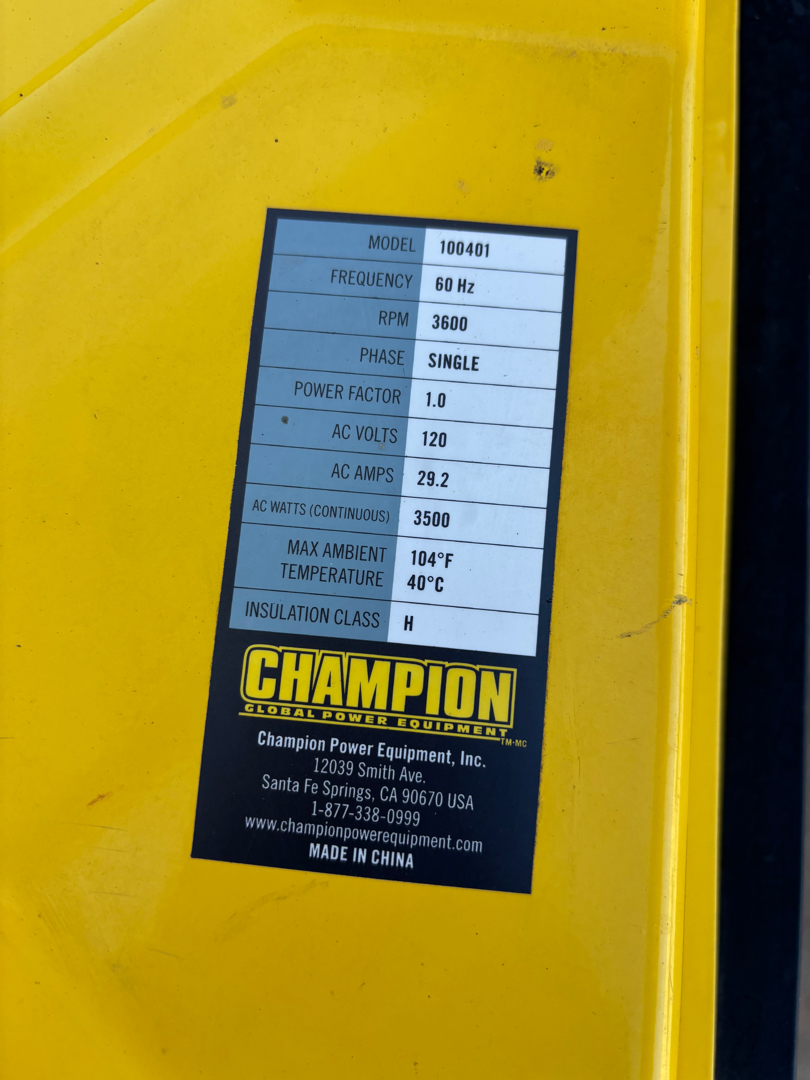 MODEL 100401
FREQUENCY 60 Hz
RPM 3600
PHASE SINGLE
POWER FACTOR 1.0
AC VOLTS 120
AC AMPS 29.2
AC WATTS (CONTINUOUS) 3500
MAX AMBIENT 104°F
TEMPERATURE 40°C
INSULATION CLASS H
CHAMPION
GLOBAL POWER EQUIPMENT TM-MC
Champion Power Equipment, Inc.
12039 Smith Ave.
Santa Fe Springs, CA 90670 USA
1-877-338-0999
www.championpowerequipment.com
MADE IN CHINA